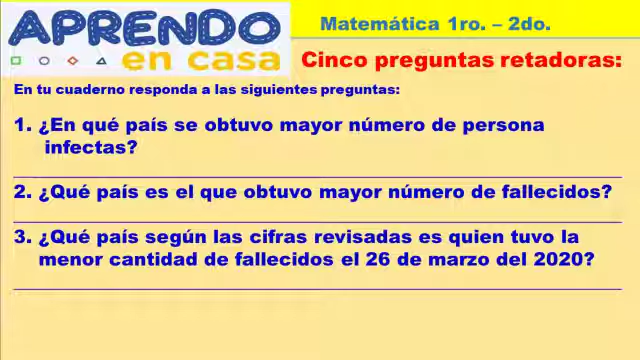 APRENDO
en casa
Matemática 1ro. – 2do.
Cinco preguntas retadoras:
En tu cuaderno responda a las siguientes preguntas:
1. ¿En qué país se obtuvo mayor número de persona
infectas?
2. ¿Qué país es el que obtuvo mayor número de fallecidos?
3. ¿Qué país según las cifras revisadas es quien tuvo la
menor cantidad de fallecidos el 26 de marzo del 2020?